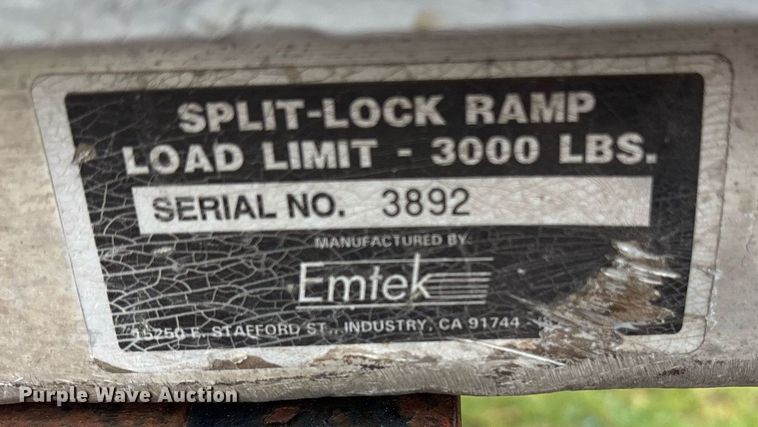 SPLIT-LOCK RAMP
LOAD LIMIT - 3000 LBS.
SERIAL NO. 3892
MANUFACTURED BY
Emtek
15250 E. STAFFORD ST., INDUSTRY, CA 91744
Purple Wave Auction